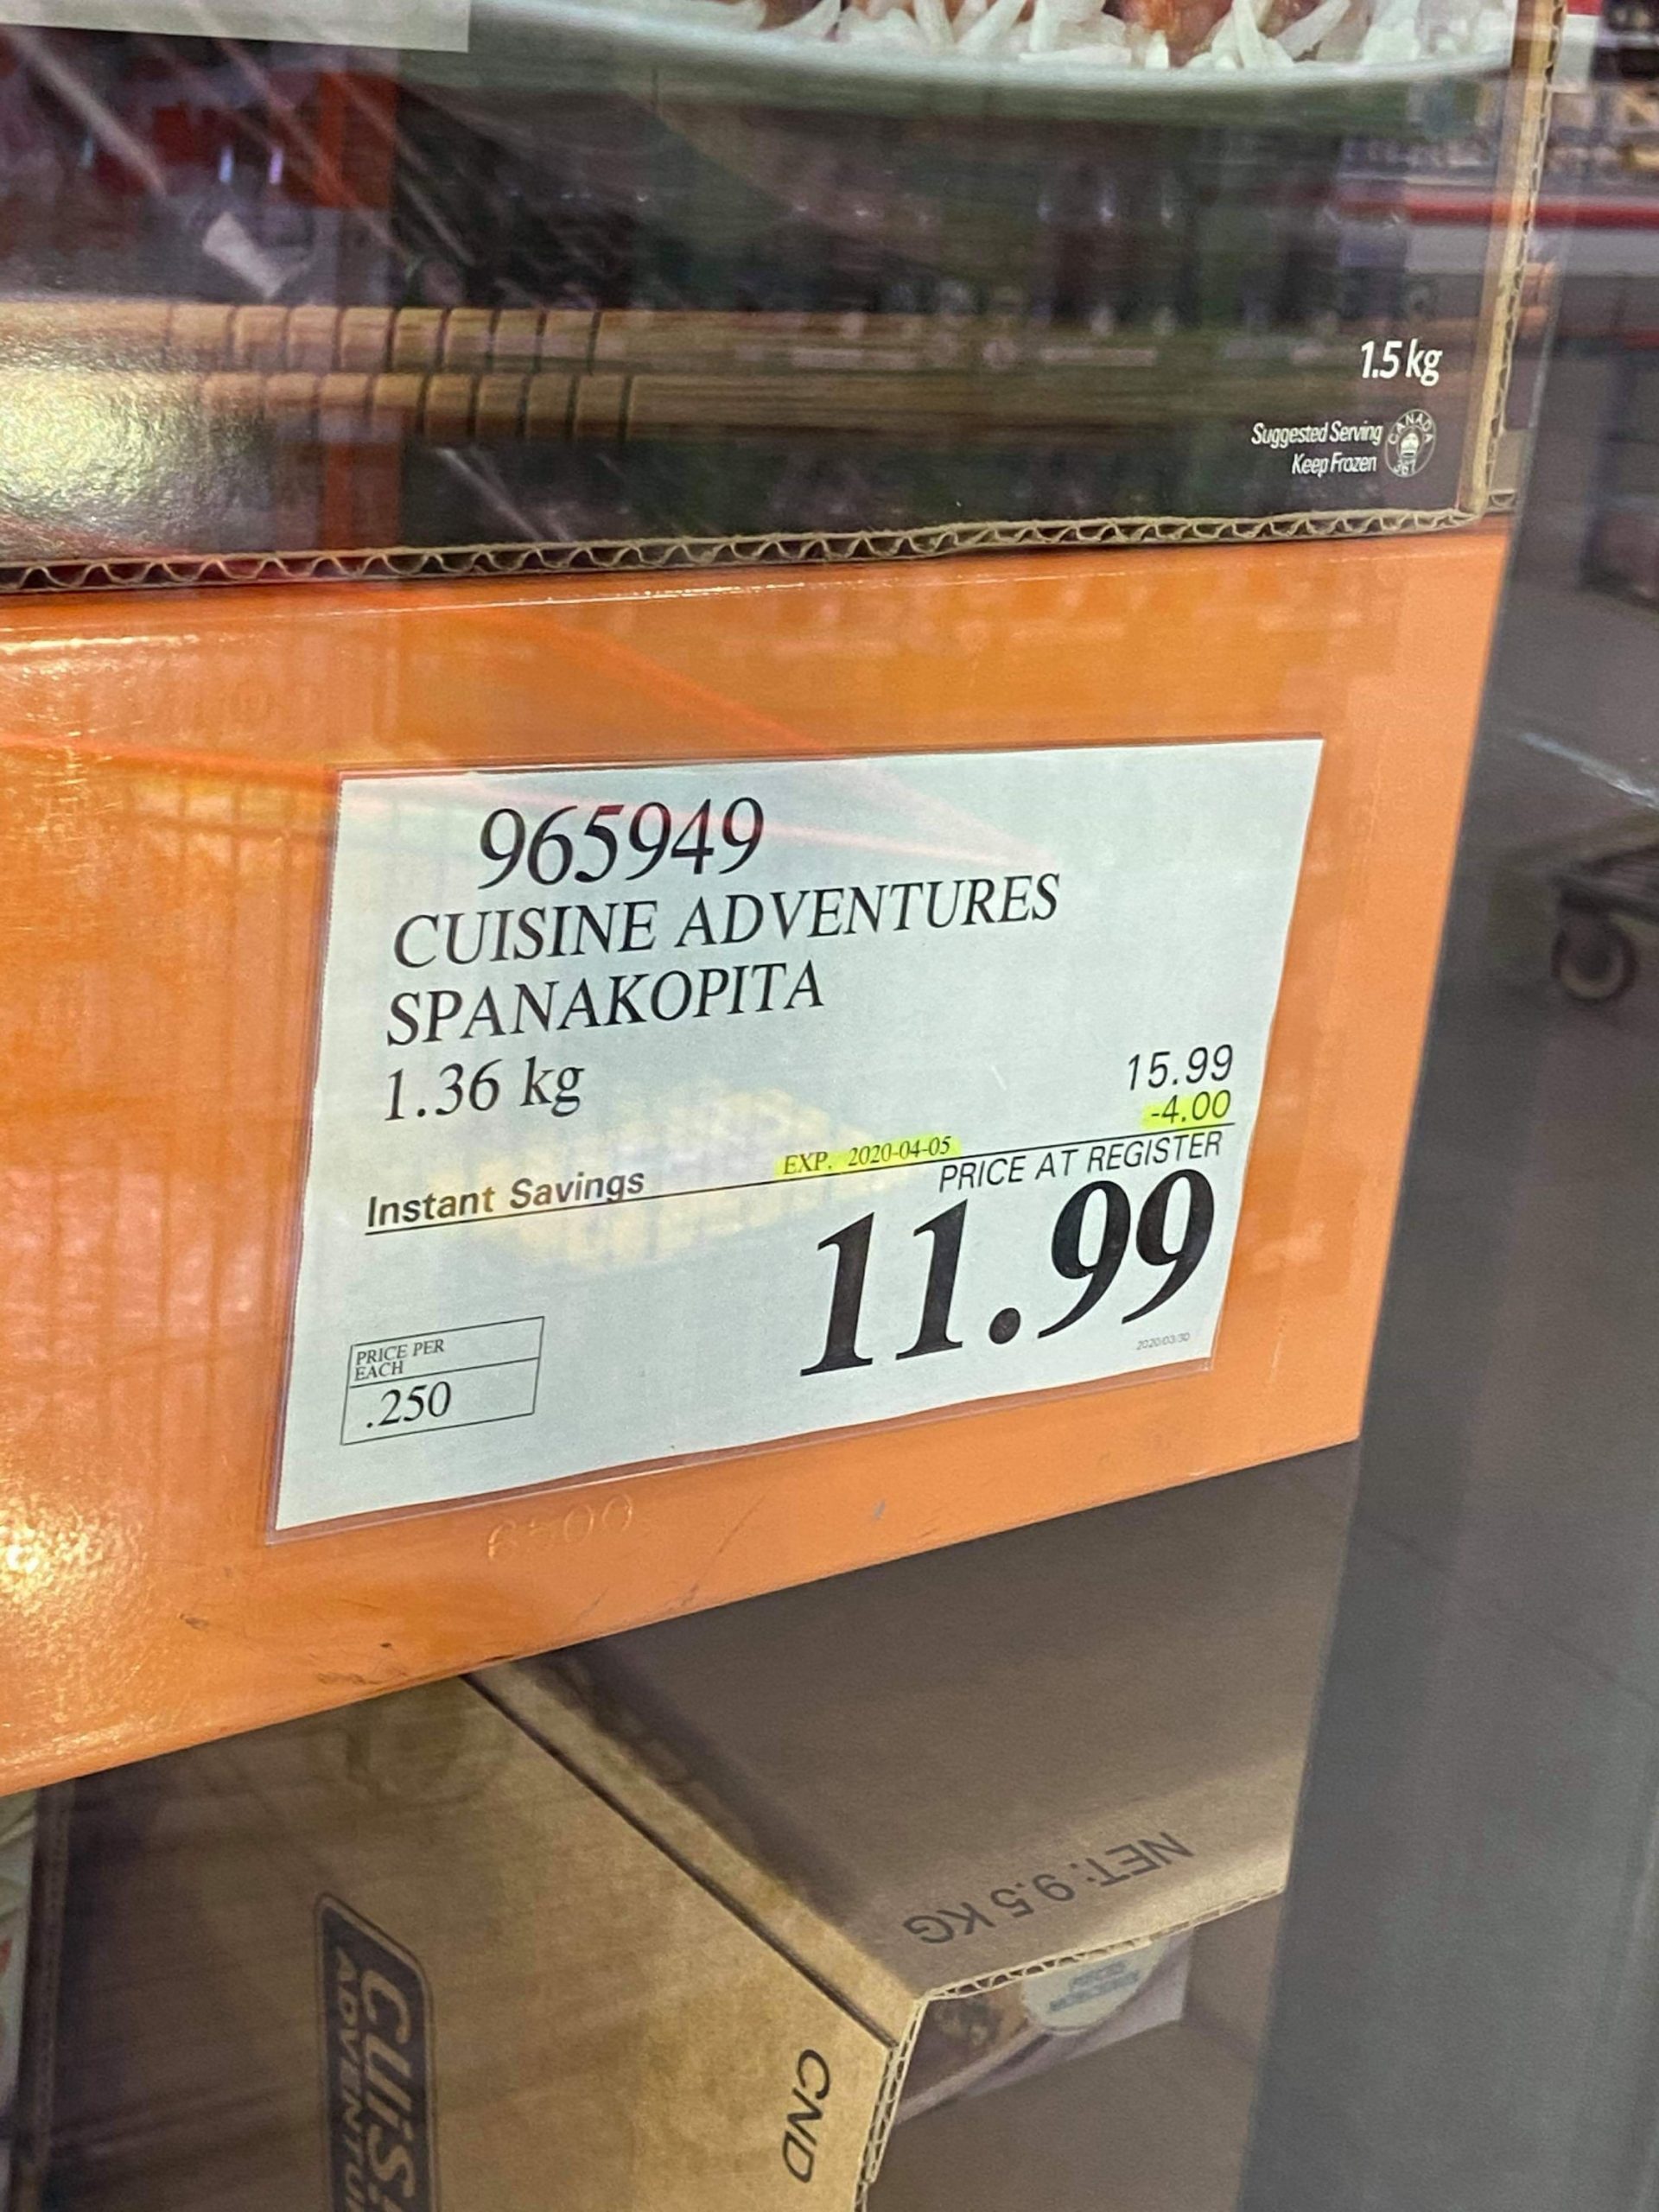 1.5 kg
Suggested Serving
Keep Frozen
CANADA
965949
CUISINE ADVENTURES
SPANAKOPITA
1.36 kg
15.99
-4.00
Instant Savings
EXP. 2020-04-05
PRICE AT REGISTER
11.99
PRICE PER
EACH
.250
2020/03/30
NET: 9.5 KG
CND